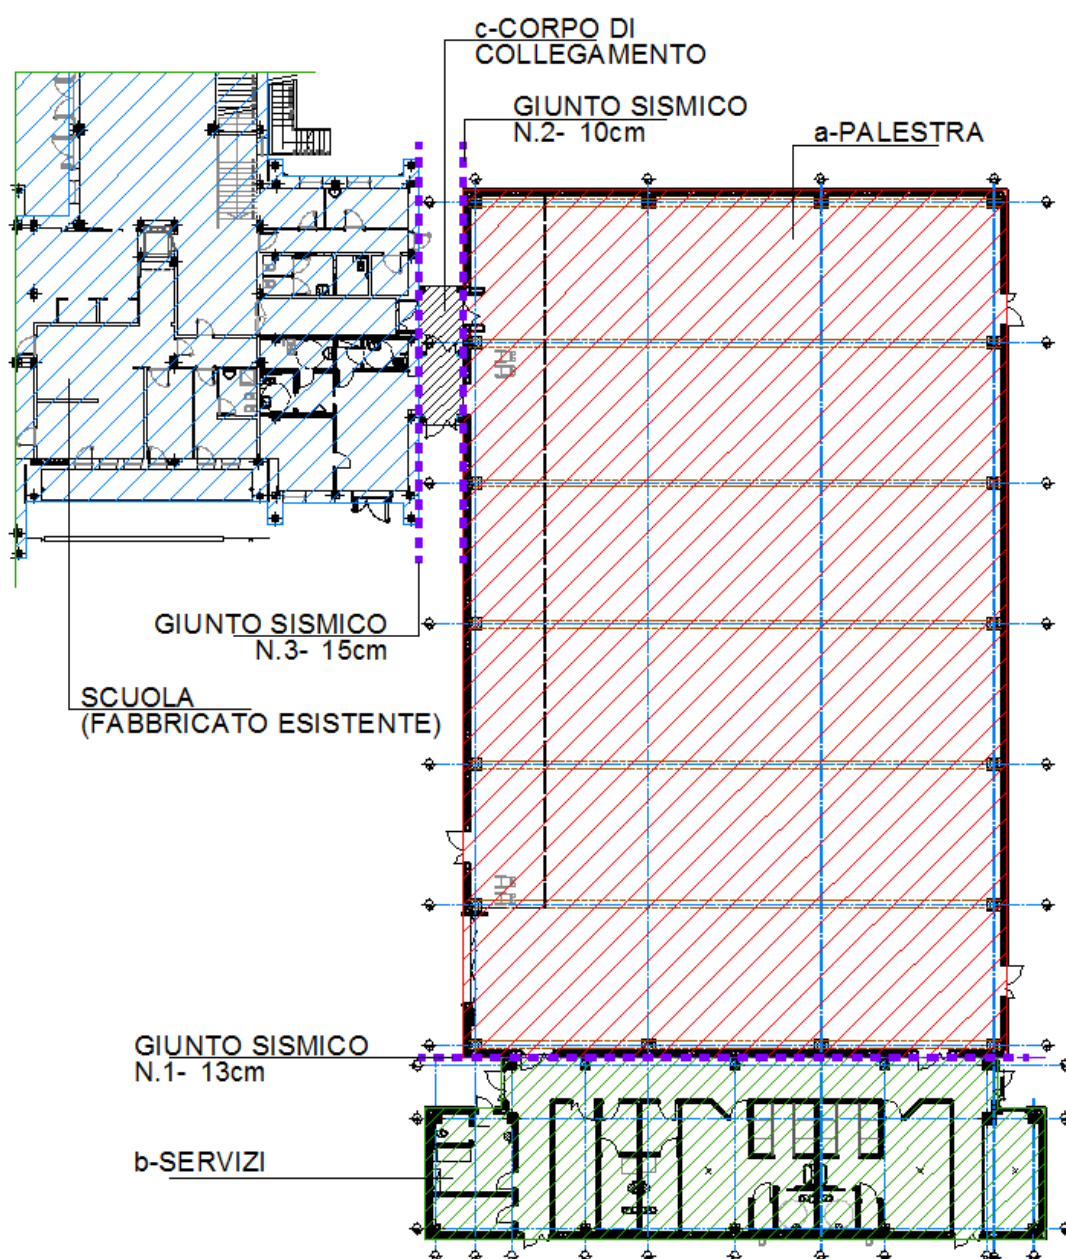 c-CORPO DI
COLLEGAMENTO
GIUNTO SISMICO
N.2- 10cm
a-PALESTRA
GIUNTO SISMICO
N.3- 15cm
SCUOLA
(FABBRICATO ESISTENTE)
GIUNTO SISMICO
N.1- 13cm
b-SERVIZI